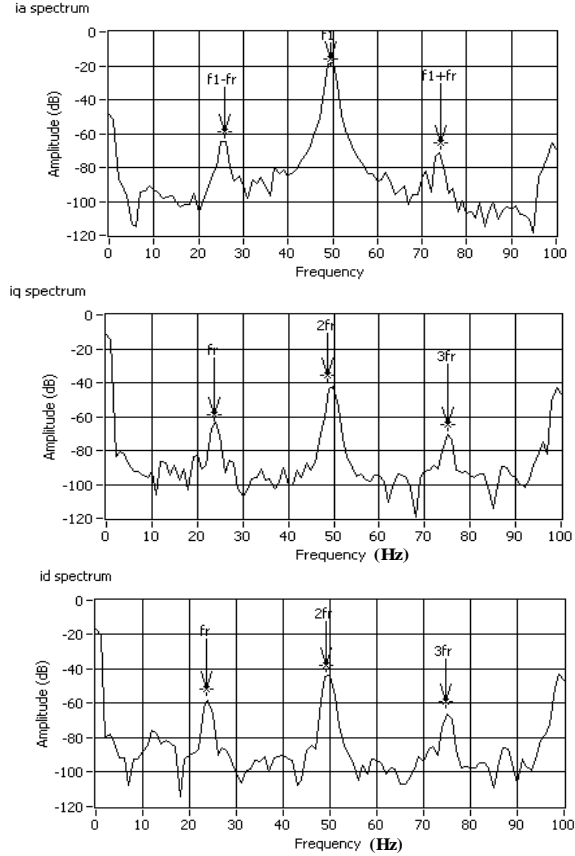 ia spectrum
Amplitude (dB)
0
-20
-40
-60
-80
-100
-120
f1-fr
f1
f1+fr
0 10 20 30 40 50 60 70 80 90 100
Frequency
iq spectrum
Amplitude (dB)
0
-20
-40
-60
-80
-100
-120
fr
2fr
3fr
0 10 20 30 40 50 60 70 80 90 100
Frequency (Hz)
id spectrum
Amplitude (dB)
0
-20
-40
-60
-80
-100
-120
fr
2fr
3fr
0 10 20 30 40 50 60 70 80 90 100
Frequency (Hz)